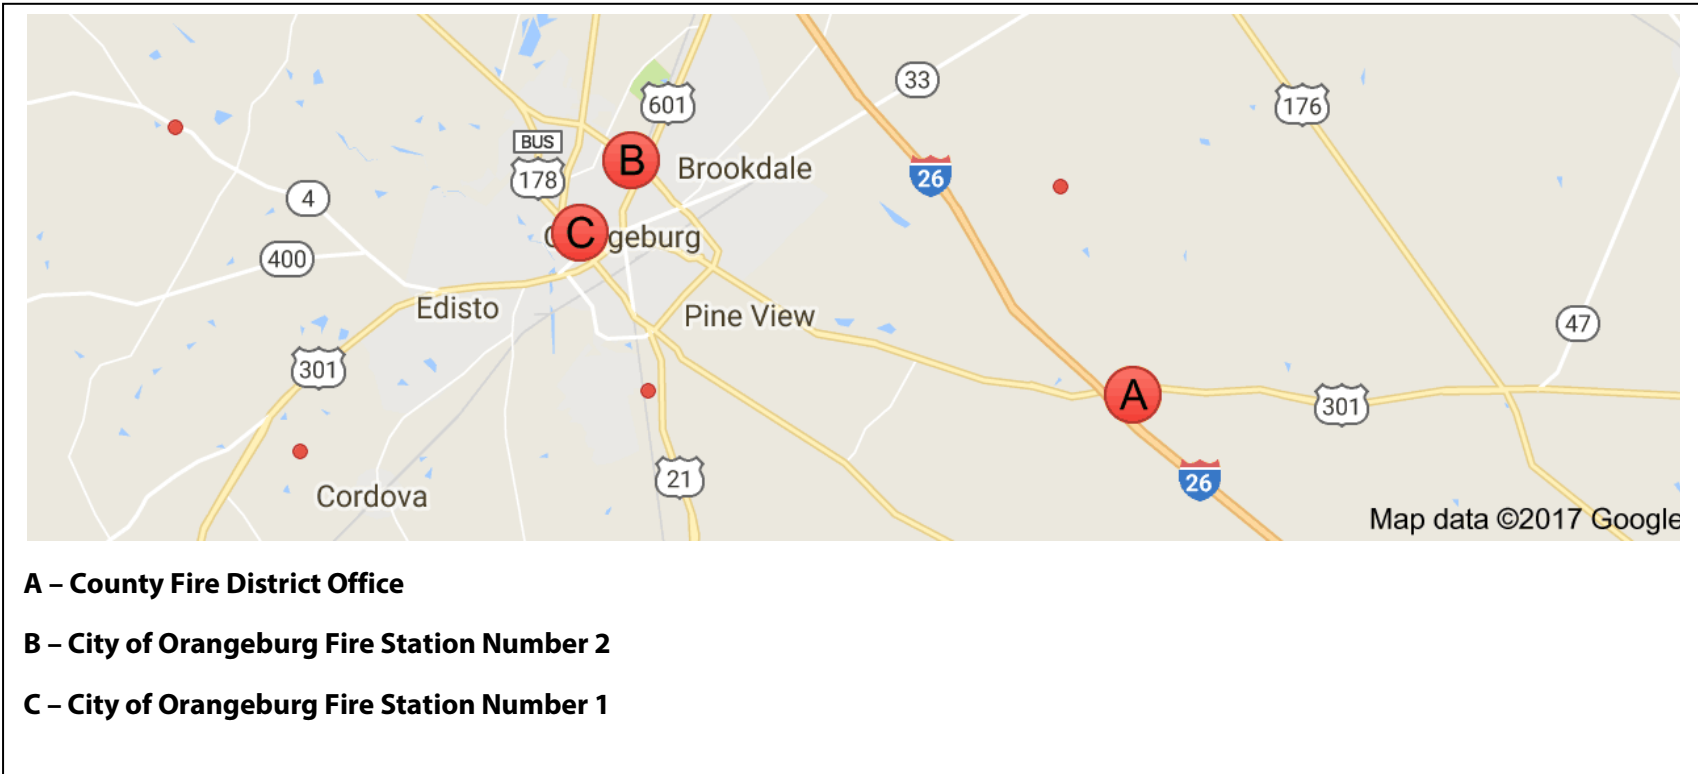 33
601
176
BUS
178
B
Brookdale
26
4
C
geburg
400
Edisto
Pine View
47
301
A
301
21
26
Cordova
Map data ©2017 Google
A – County Fire District Office
B – City of Orangeburg Fire Station Number 2
C – City of Orangeburg Fire Station Number 1